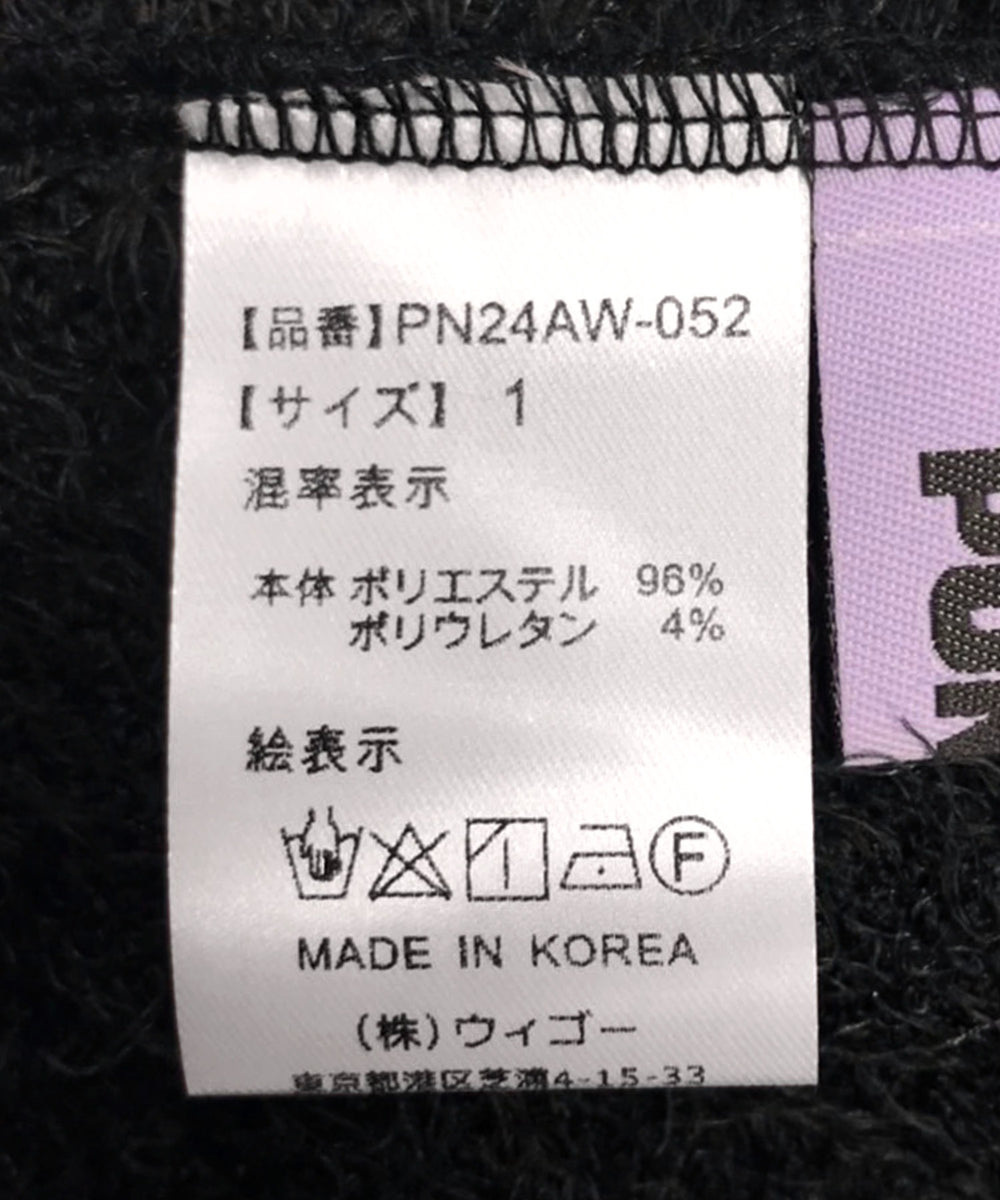 【品番】PN24AW-052
【サイズ】 1
混率表示
本体 ポリエステル 96%
ポリウレタン 4%
絵表示
F
MADE IN KOREA
(株)ウィゴー
東京都港区芝浦4-15-33
PUN